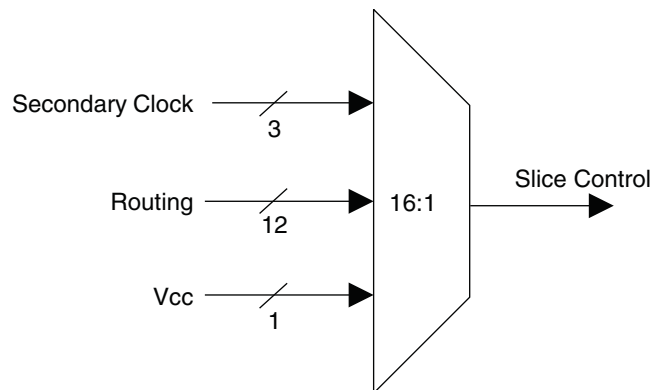 Secondary Clock
3
Routing
12
16:1
Slice Control
Vcc
1